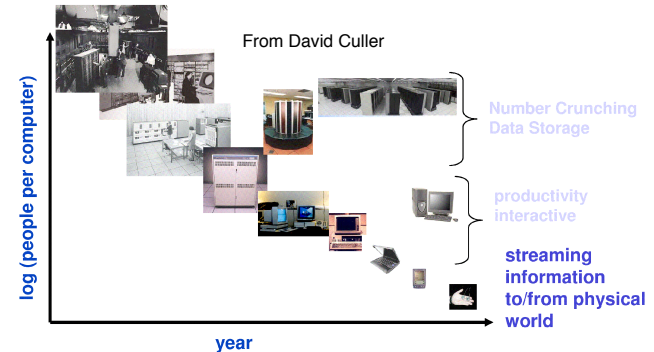 From David Culler
log (people per computer)
Number Crunching
Data Storage
productivity
interactive
streaming
information
to/from physical
world
year